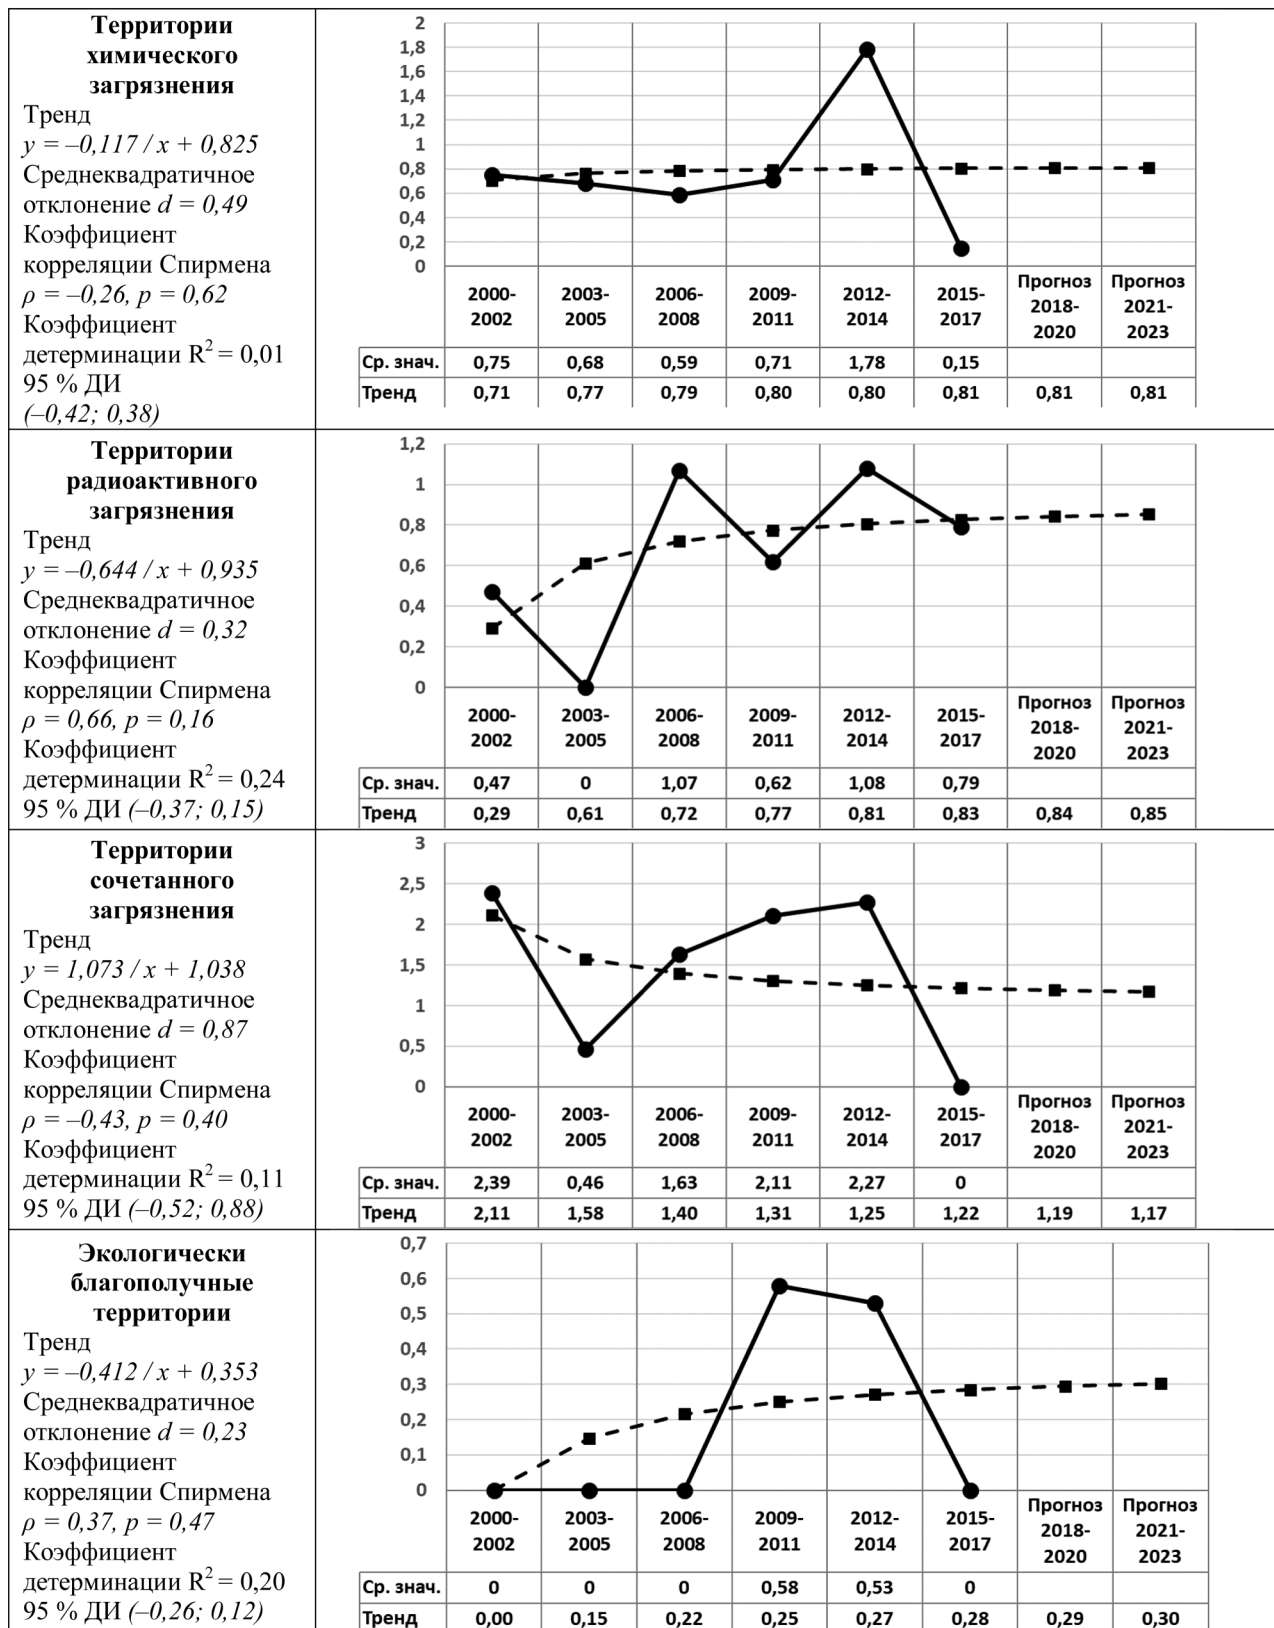 Территории
химического
загрязнения
Тренд
y = –0,117 / x + 0,825
Среднеквадратичное
отклонение d = 0,49
Коэффициент
корреляции Спирмена
ρ = –0,26, p = 0,62
Коэффициент
детерминации R² = 0,01
95 % ДИ
(–0,42; 0,38)
2
1,8
1,6
1,4
1,2
1
0,8
0,6
0,4
0,2
0
2000-2002 2003-2005 2006-2008 2009-2011 2012-2014 2015-2017 Прогноз 2018-2020 Прогноз 2021-2023
Ср. знач. 0,75 0,68 0,59 0,71 1,78 0,15
Тренд 0,71 0,77 0,79 0,80 0,80 0,81 0,81 0,81
Территории
радиоактивного
загрязнения
Тренд
y = –0,644 / x + 0,935
Среднеквадратичное
отклонение d = 0,32
Коэффициент
корреляции Спирмена
ρ = 0,66, p = 0,16
Коэффициент
детерминации R² = 0,24
95 % ДИ (–0,37; 0,15)
1,2
1
0,8
0,6
0,4
0,2
0
2000-2002 2003-2005 2006-2008 2009-2011 2012-2014 2015-2017 Прогноз 2018-2020 Прогноз 2021-2023
Ср. знач. 0,47 0 1,07 0,62 1,08 0,79
Тренд 0,29 0,61 0,72 0,77 0,81 0,83 0,84 0,85
Территории
сочетанного
загрязнения
Тренд
y = 1,073 / x + 1,038
Среднеквадратичное
отклонение d = 0,87
Коэффициент
корреляции Спирмена
ρ = –0,43, p = 0,40
Коэффициент
детерминации R² = 0,11
95 % ДИ (–0,52; 0,88)
3
2,5
2
1,5
1
0,5
0
2000-2002 2003-2005 2006-2008 2009-2011 2012-2014 2015-2017 Прогноз 2018-2020 Прогноз 2021-2023
Ср. знач. 2,39 0,46 1,63 2,11 2,27 0
Тренд 2,11 1,58 1,40 1,31 1,25 1,22 1,19 1,17
Экологически
благополучные
территории
Тренд
y = –0,412 / x + 0,353
Среднеквадратичное
отклонение d = 0,23
Коэффициент
корреляции Спирмена
ρ = 0,37, p = 0,47
Коэффициент
детерминации R² = 0,20
95 % ДИ (–0,26; 0,12)
0,7
0,6
0,5
0,4
0,3
0,2
0,1
0
2000-2002 2003-2005 2006-2008 2009-2011 2012-2014 2015-2017 Прогноз 2018-2020 Прогноз 2021-2023
Ср. знач. 0 0 0 0,58 0,53 0
Тренд 0,00 0,15 0,22 0,25 0,27 0,28 0,29 0,30